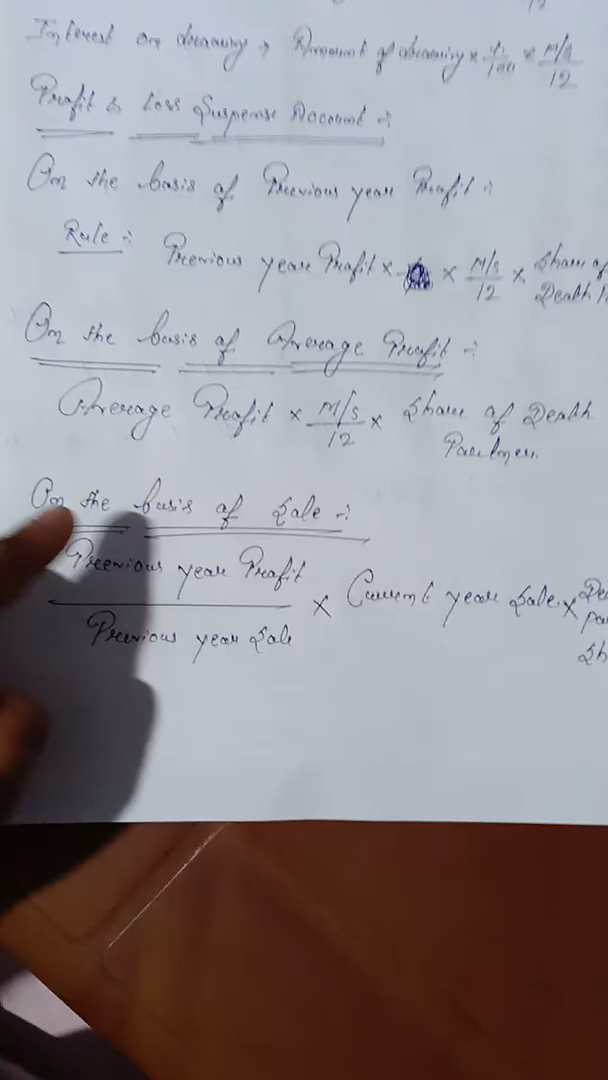 12
Interest on drawing → Amount of drawing × r/100 × M/s/12
Profit & Loss Suspense Account :-
On the basis of Previous year Profit :-
Rule :- Previous year Profit × × M/s/12 × Share of Death
On the basis of Average Profit :-
Average Profit × M/s/12 × Share of Death
Partner.
On the basis of Sale :-
Previous year Profit
Previous year Sale
× Current year Sale ×